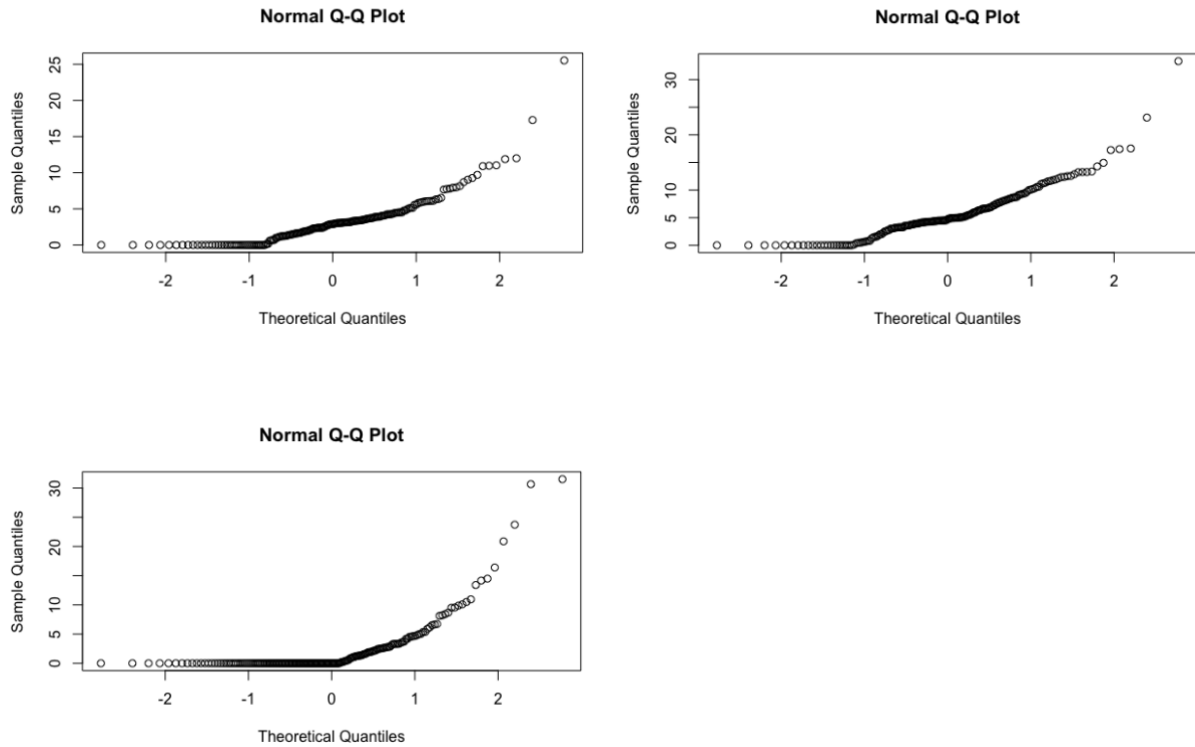 Normal Q-Q Plot
Sample Quantiles
0 5 10 15 20 25
-2 -1 0 1 2
Theoretical Quantiles
Normal Q-Q Plot
Sample Quantiles
0 5 10 20 30
-2 -1 0 1 2
Theoretical Quantiles
Normal Q-Q Plot
Sample Quantiles
0 5 10 20 30
-2 -1 0 1 2
Theoretical Quantiles